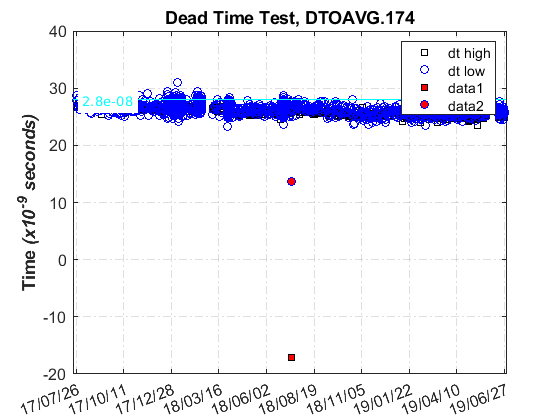 Dead Time Test, DTOAVG.174
40
30
20
10
0
-10
-20
Time (x10-9 seconds)
2.8e-08
dt high
dt low
data1
data2
17/07/26
17/10/11
17/12/28
18/03/16
18/06/02
18/08/19
18/11/05
19/01/22
19/04/10
19/06/27